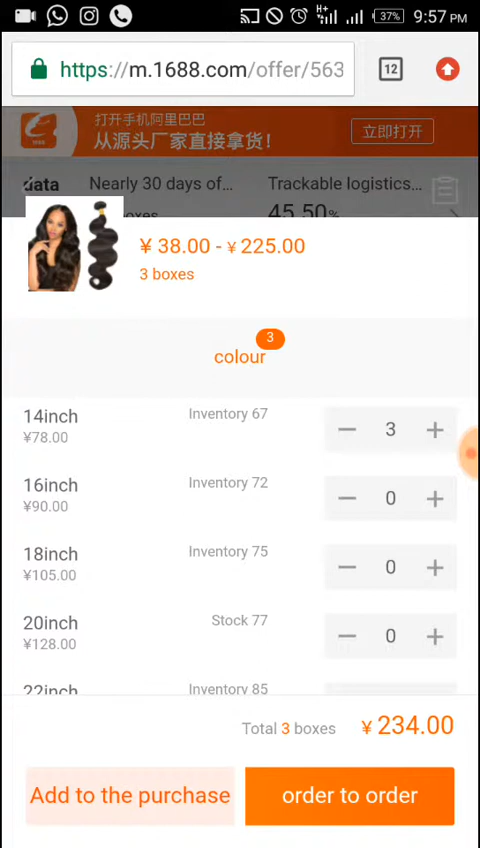 H+
37%
9:57 PM
https://m.1688.com/offer/563
12
1688
打开手机阿里巴巴
从源头厂家直接拿货!
立即打开
data
Nearly 30 days of...
Trackable logistics...
oxes
45.50%
¥ 38.00 - ¥ 225.00
3 boxes
3
colour
14inch
Inventory 67
¥78.00
3
16inch
Inventory 72
¥90.00
0
18inch
Inventory 75
¥105.00
0
20inch
Stock 77
¥128.00
0
22inch
Inventory 85
Total 3 boxes
¥ 234.00
Add to the purchase
order to order